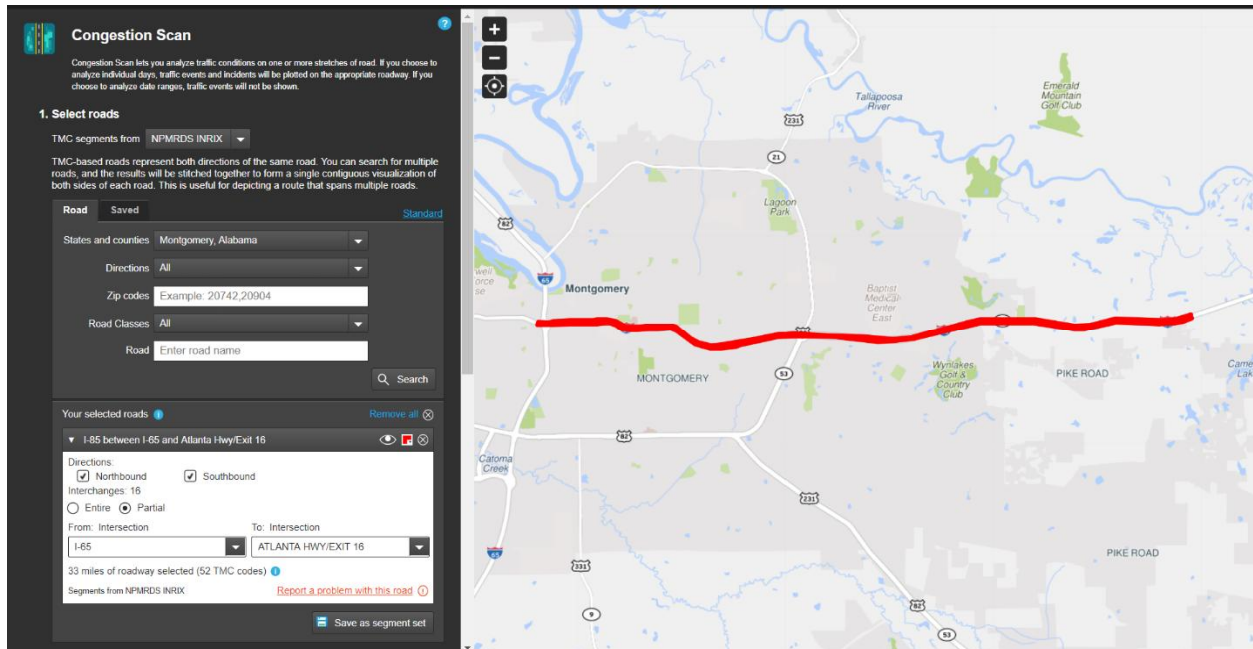 Congestion Scan
Congestion Scan lets you analyze traffic conditions on one or more stretches of road. If you choose to
analyze individual days, traffic events and incidents will be plotted on the appropriate roadway. If you
choose to analyze date ranges, traffic events will not be shown.
1. Select roads
TMC segments from NPMRDS INRIX
TMC-based roads represent both directions of the same road. You can search for multiple
roads, and the results will be stitched together to form a single contiguous visualization of
both sides of each road. This is useful for depicting a route that spans multiple roads.
Road Saved Standard
States and counties Montgomery, Alabama
Directions All
Zip codes Example: 20742,20904
Road Classes All
Road Enter road name
Search
Your selected roads Remove all
I-85 between I-65 and Atlanta Hwy/Exit 16
Directions:
Northbound Southbound
Interchanges: 16
Entire Partial
From: Intersection To: Intersection
I-65 ATLANTA HWY/EXIT 16
33 miles of roadway selected (52 TMC codes)
Segments from NPMRDS INRIX Report a problem with this road
Save as segment set
+
−
Emerald
Mountain
Golf Club
Tallapoosa
River
231
21
Lagoon
Park
82
65
Montgomery
Baptist
Medical
Center
East
MONTGOMERY
53
Wynlakes
Golf &
Country
Club
PIKE ROAD
82
Catoma
Creek
231
65
331
PIKE ROAD
9
82
53